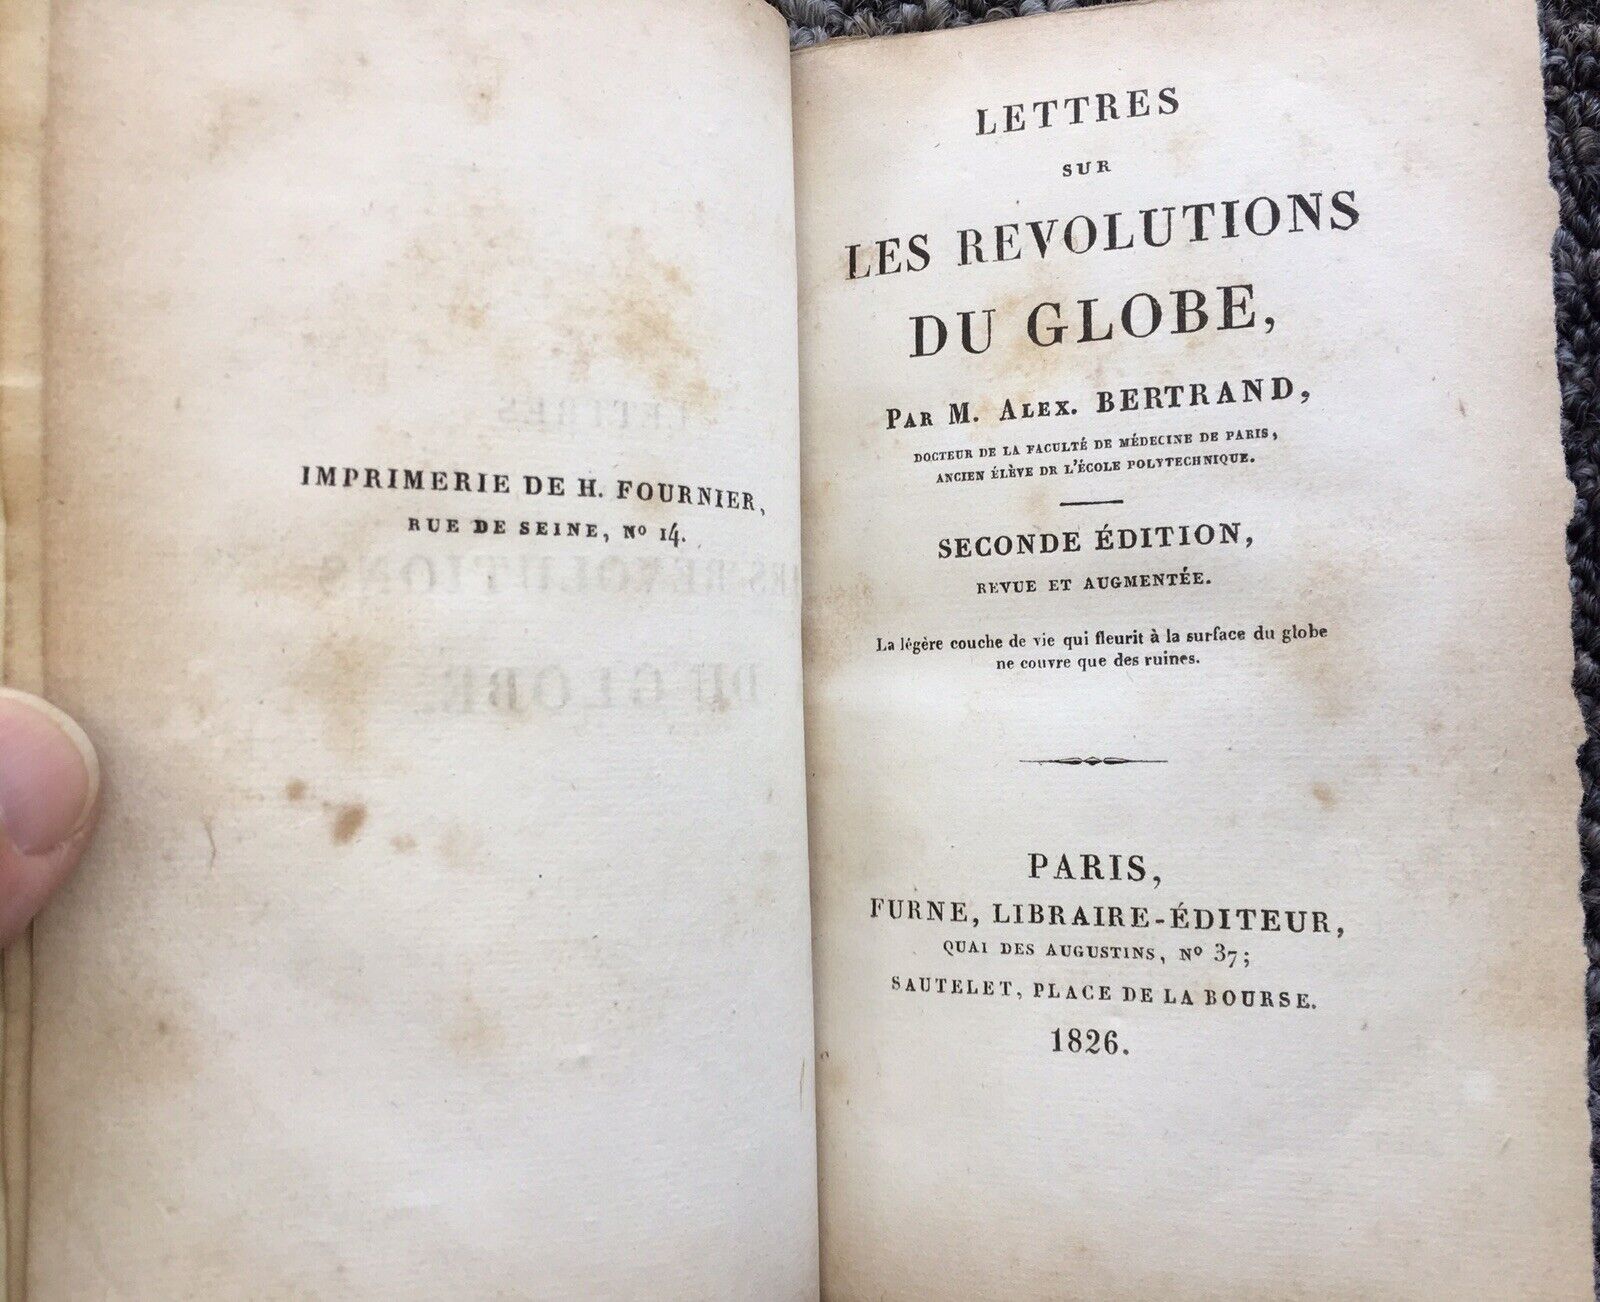 IMPRIMERIE DE H. FOURNIER,
RUE DE SEINE, Nº 14.
LETTRES
SUR
LES REVOLUTIONS
DU GLOBE,
PAR M. ALEX. BERTRAND,
DOCTEUR DE LA FACULTÉ DE MÉDECINE DE PARIS,
ANCIEN ÉLÈVE DR L'ÉCOLE POLYTECHNIQUE.
SECONDE ÉDITION,
REVUE ET AUGMENTÉE.
La légère couche de vie qui fleurit à la surface du globe
ne couvre que des ruines.
PARIS,
FURNE, LIBRAIRE-ÉDITEUR,
QUAI DES AUGUSTINS, Nº 37;
SAUTELET, PLACE DE LA BOURSE.
1826.